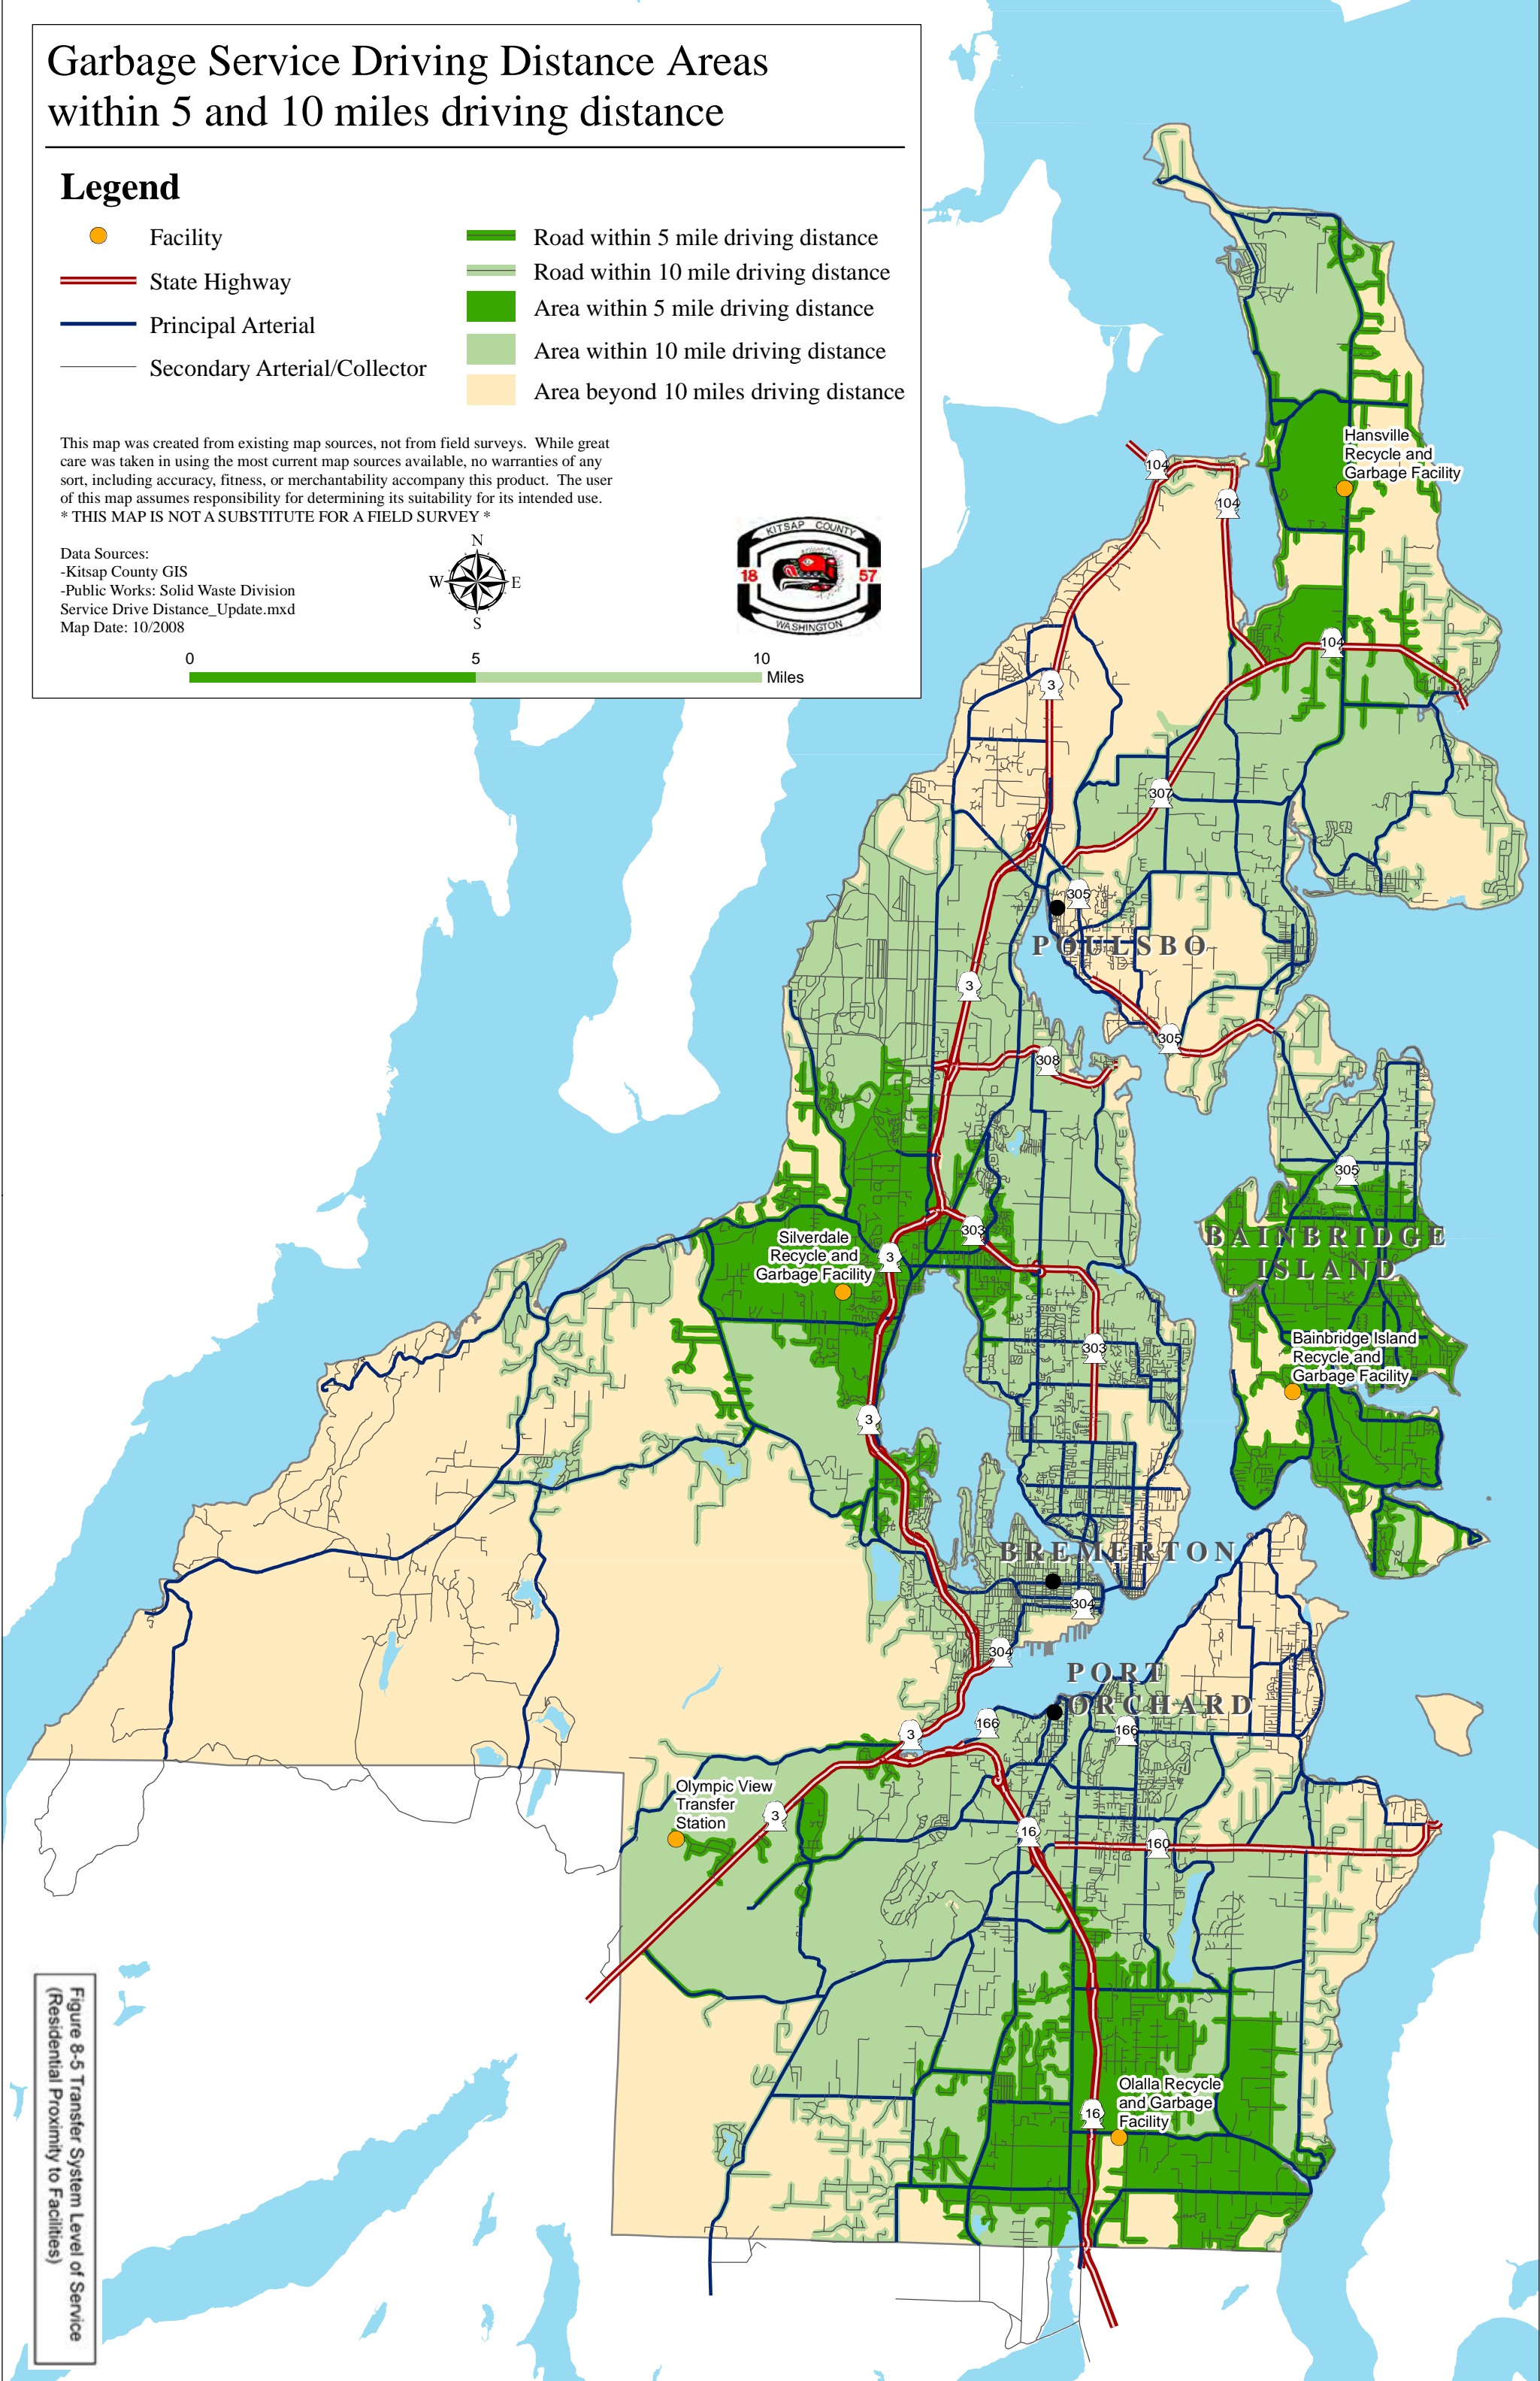 Garbage Service Driving Distance Areas
within 5 and 10 miles driving distance
Legend
Facility
State Highway
Principal Arterial
Secondary Arterial/Collector
Road within 5 mile driving distance
Road within 10 mile driving distance
Area within 5 mile driving distance
Area within 10 mile driving distance
Area beyond 10 miles driving distance
This map was created from existing map sources, not from field surveys. While great
care was taken in using the most current map sources available, no warranties of any
sort, including accuracy, fitness, or merchantability accompany this product. The user
of this map assumes responsibility for determining its suitability for its intended use.
* THIS MAP IS NOT A SUBSTITUTE FOR A FIELD SURVEY *
Data Sources:
-Kitsap County GIS
-Public Works: Solid Waste Division
Service Drive Distance_Update.mxd
Map Date: 10/2008
N
W
E
S
KITSAP COUNTY
18
57
WASHINGTON
0
5
10
Miles
Hansville
Recycle and
Garbage Facility
104
104
104
3
307
305
POULSBO
3
305
308
305
303
BAINBRIDGE
ISLAND
Silverdale
Recycle and
Garbage Facility
3
Bainbridge Island
Recycle and
Garbage Facility
303
3
BREMERTON
304
304
PORT
ORCHARD
166
166
3
Olympic View
Transfer
Station
3
16
160
Olalla Recycle
and Garbage
Facility
16
Figure 8-5 Transfer System Level of Service
(Residential Proximity to Facilities)